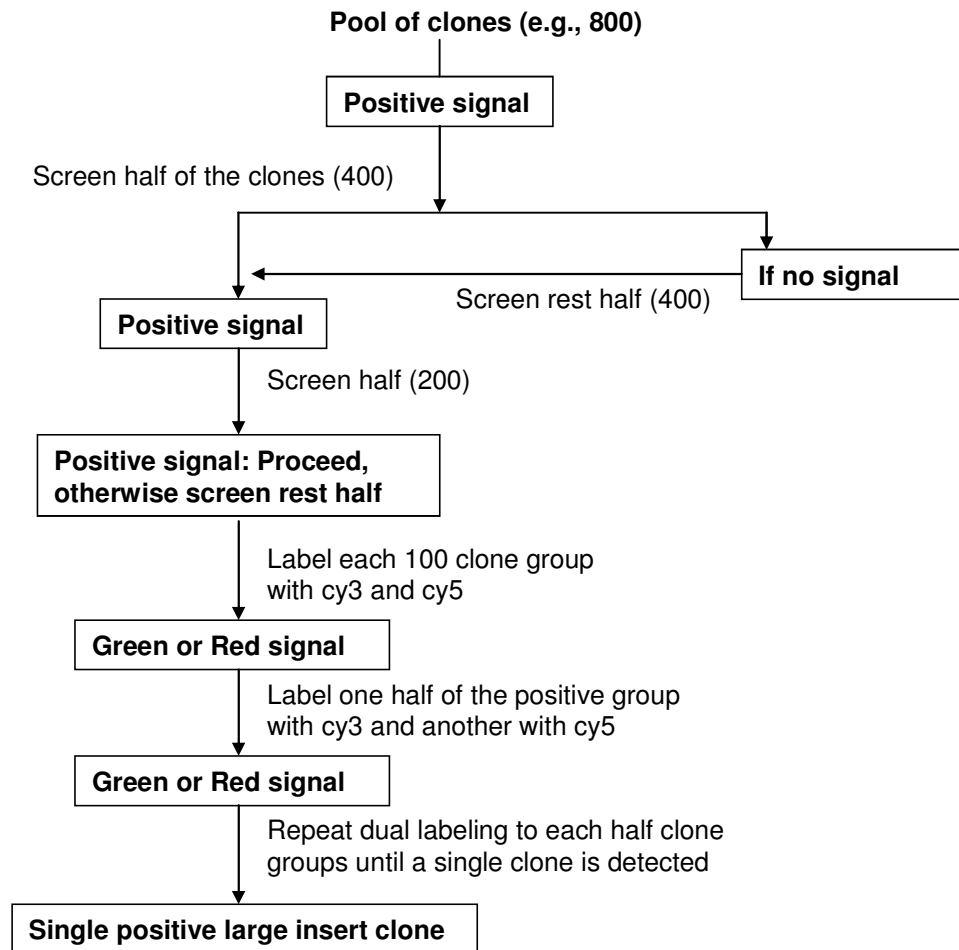 Pool of clones (e.g., 800)
Positive signal
Screen half of the clones (400)
If no signal
Screen rest half (400)
Positive signal
Screen half (200)
Positive signal: Proceed,
otherwise screen rest half
Label each 100 clone group
with cy3 and cy5
Green or Red signal
Label one half of the positive group
with cy3 and another with cy5
Green or Red signal
Repeat dual labeling to each half clone
groups until a single clone is detected
Single positive large insert clone